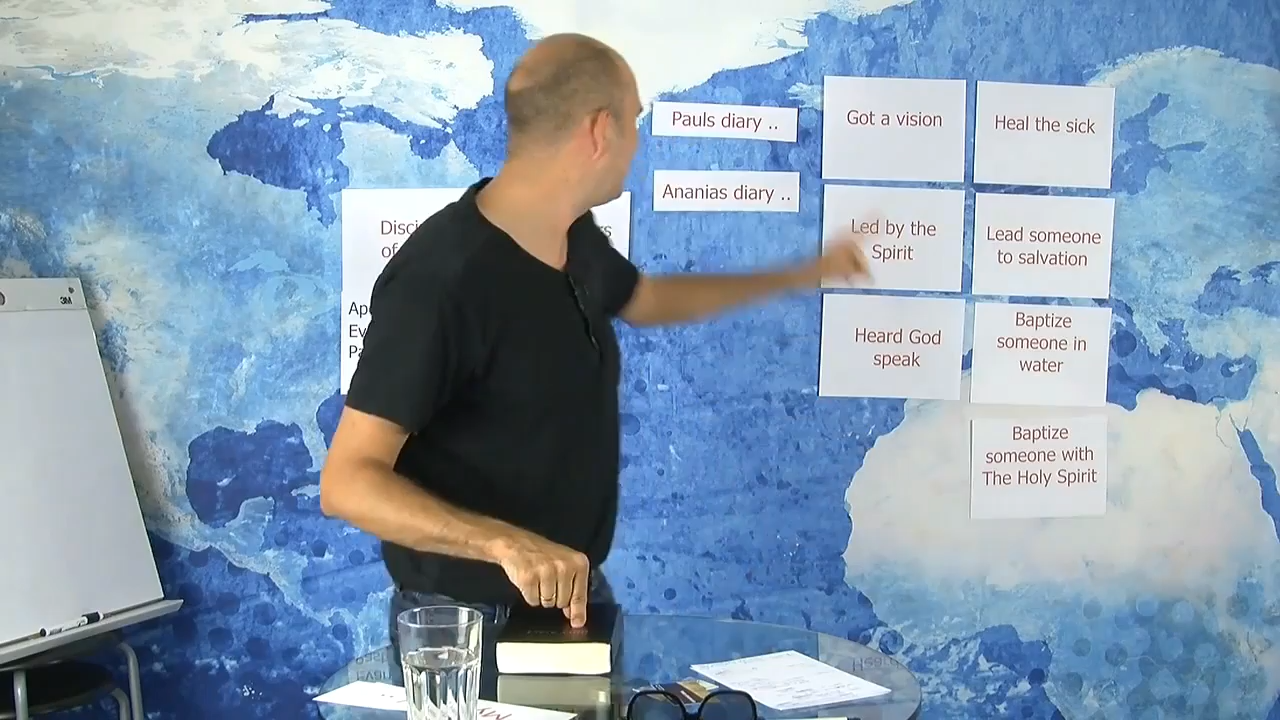 Pauls diary ..
Ananias diary ..
Got a vision
Heal the sick
Led by the
Spirit
Lead someone
to salvation
Heard God
speak
Baptize
someone in
water
Baptize
someone with
The Holy Spirit
3M